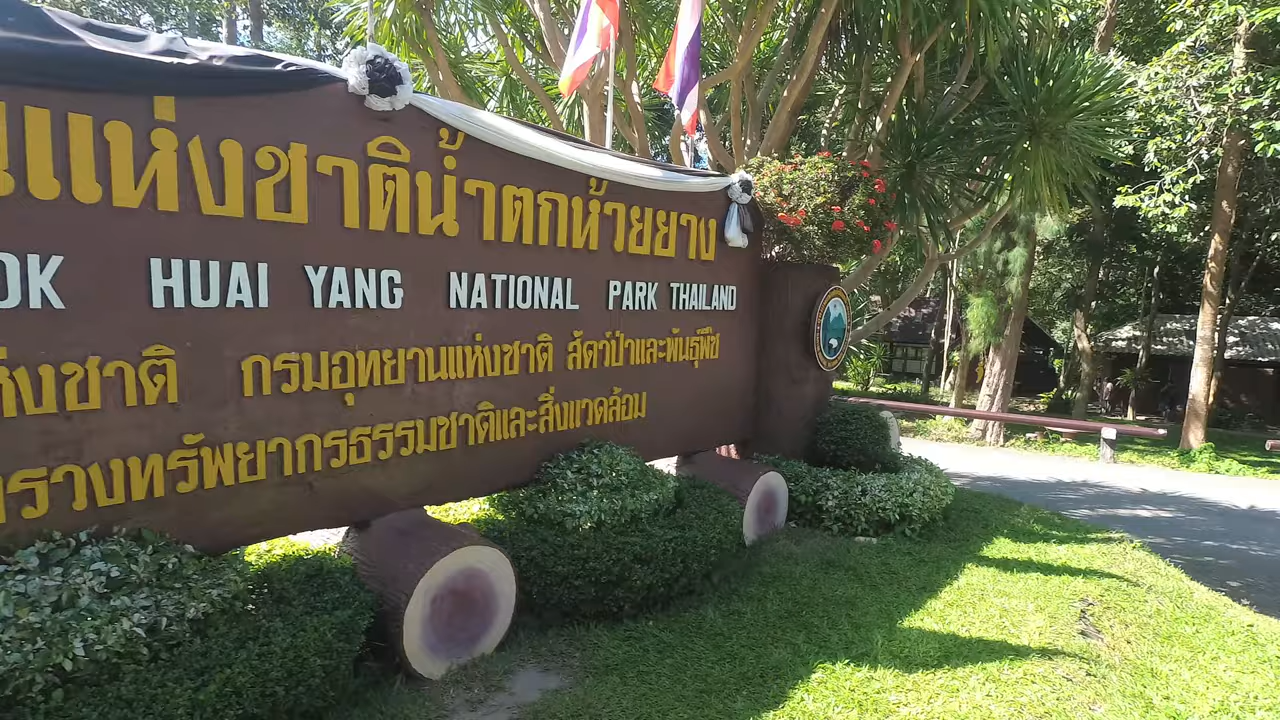 นแห่งชาติน้ำตกห้วยยาง
OK HUAI YANG NATIONAL PARK THAILAND
ห่งชาติ กรมอุทยานแห่งชาติ สัตว์ป่าและพันธุ์พืช
ทรวงทรัพยากรธรรมชาติและสิ่งแวดล้อม